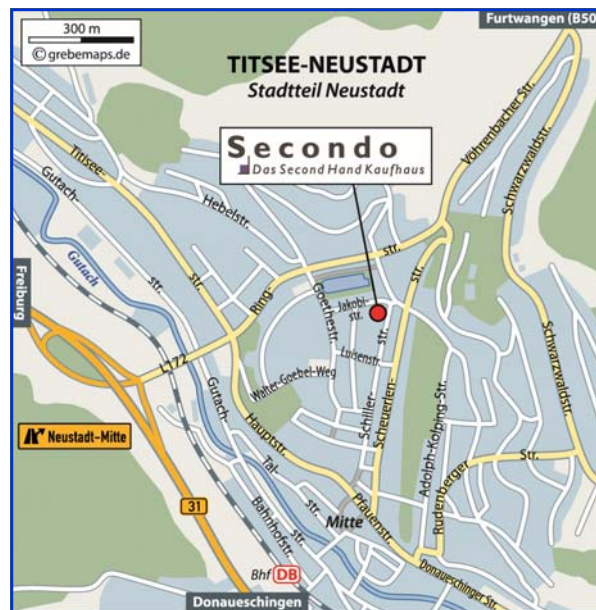 Furtwangen (B50
300 m
© grebemaps.de
TITSEE-NEUSTADT
Stadtteil Neustadt
Secondo
Das Second Hand Kaufhaus
Titisee-
str.
Gutach-
str.
Gutach
Hebelstr.
Vöhrenbacher Str.
Schwarzwaldstr.
Schwarzwaldstr.
Freiburg
Ring-
str.
Goethestr.
Jakobi-
str.
Luisenstr.
Walter-Goebel-Weg
L172
Schiller-
str.
Scheuerlen-
str.
Adolph-Kolping-Str.
Rudenberger
Str.
Neustadt-Mitte
31
Gutach-
Tal-
str.
str.
Hauptstr.
Pfauenstr.
Mitte
Bahnhofstr.
Donaueschinger Str.
Bhf DB
Donaueschingen